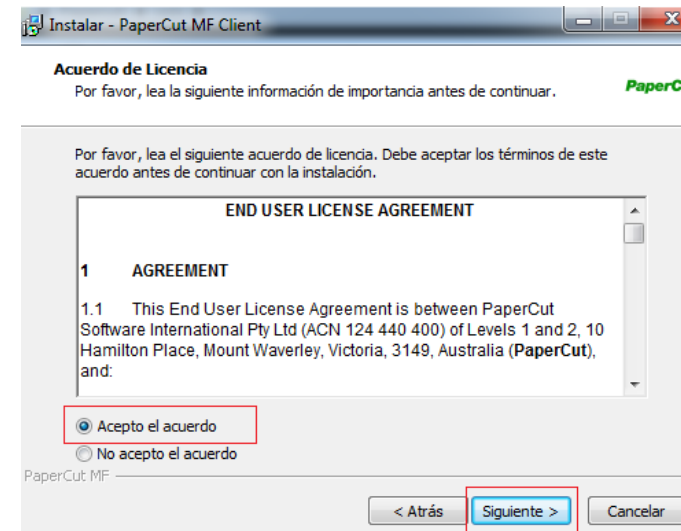 Instalar - PaperCut MF Client
Acuerdo de Licencia
Por favor, lea la siguiente información de importancia antes de continuar.
PaperC
Por favor, lea el siguiente acuerdo de licencia. Debe aceptar los términos de este
acuerdo antes de continuar con la instalación.
END USER LICENSE AGREEMENT
1 AGREEMENT
1.1 This End User License Agreement is between PaperCut
Software International Pty Ltd (ACN 124 440 400) of Levels 1 and 2, 10
Hamilton Place, Mount Waverley, Victoria, 3149, Australia (PaperCut),
and:
Acepto el acuerdo
No acepto el acuerdo
PaperCut MF
< Atrás Siguiente > Cancelar